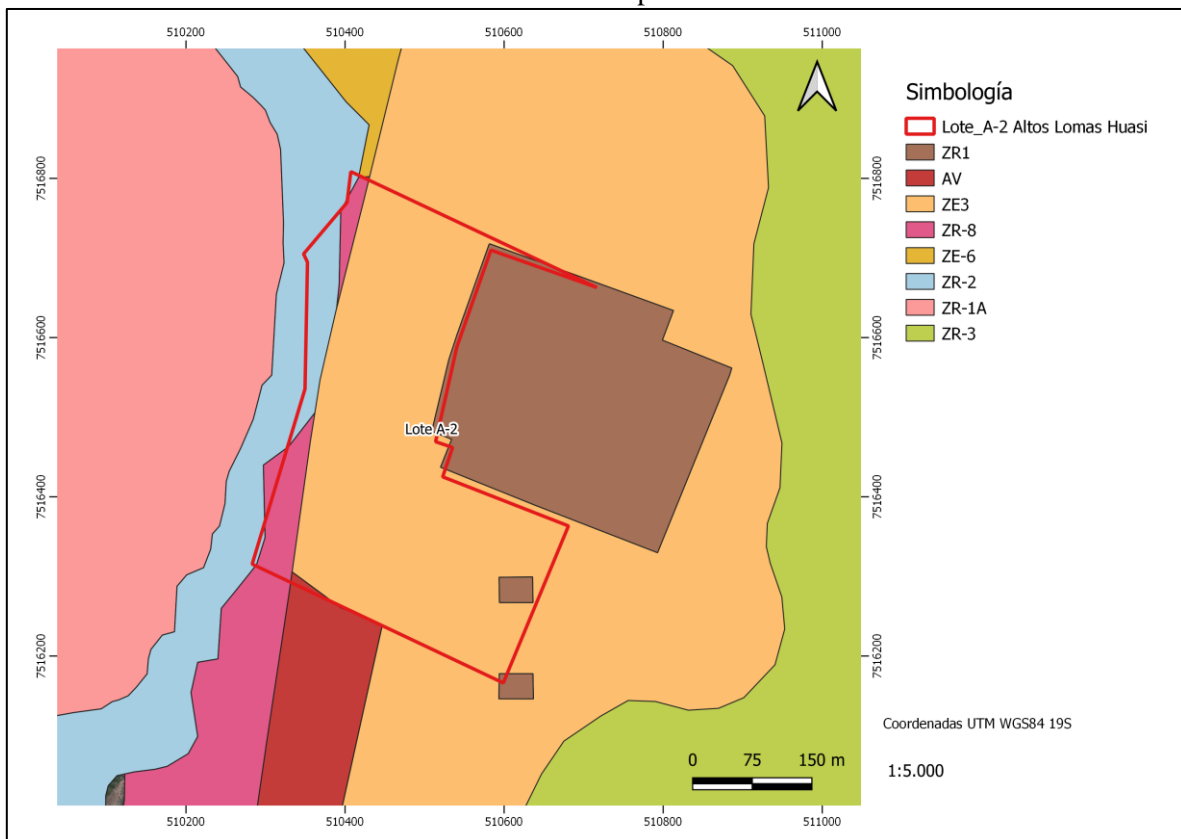 510200 510400 510600 510800 511000
7516800 7516800
7516600 7516600
7516400 7516400
7516200 7516200
510200 510400 510600 510800 511000
Lote A-2
Simbología
Lote_A-2 Altos Lomas Huasi
ZR1
AV
ZE3
ZR-8
ZE-6
ZR-2
ZR-1A
ZR-3
Coordenadas UTM WGS84 19S
0 75 150 m
1:5.000